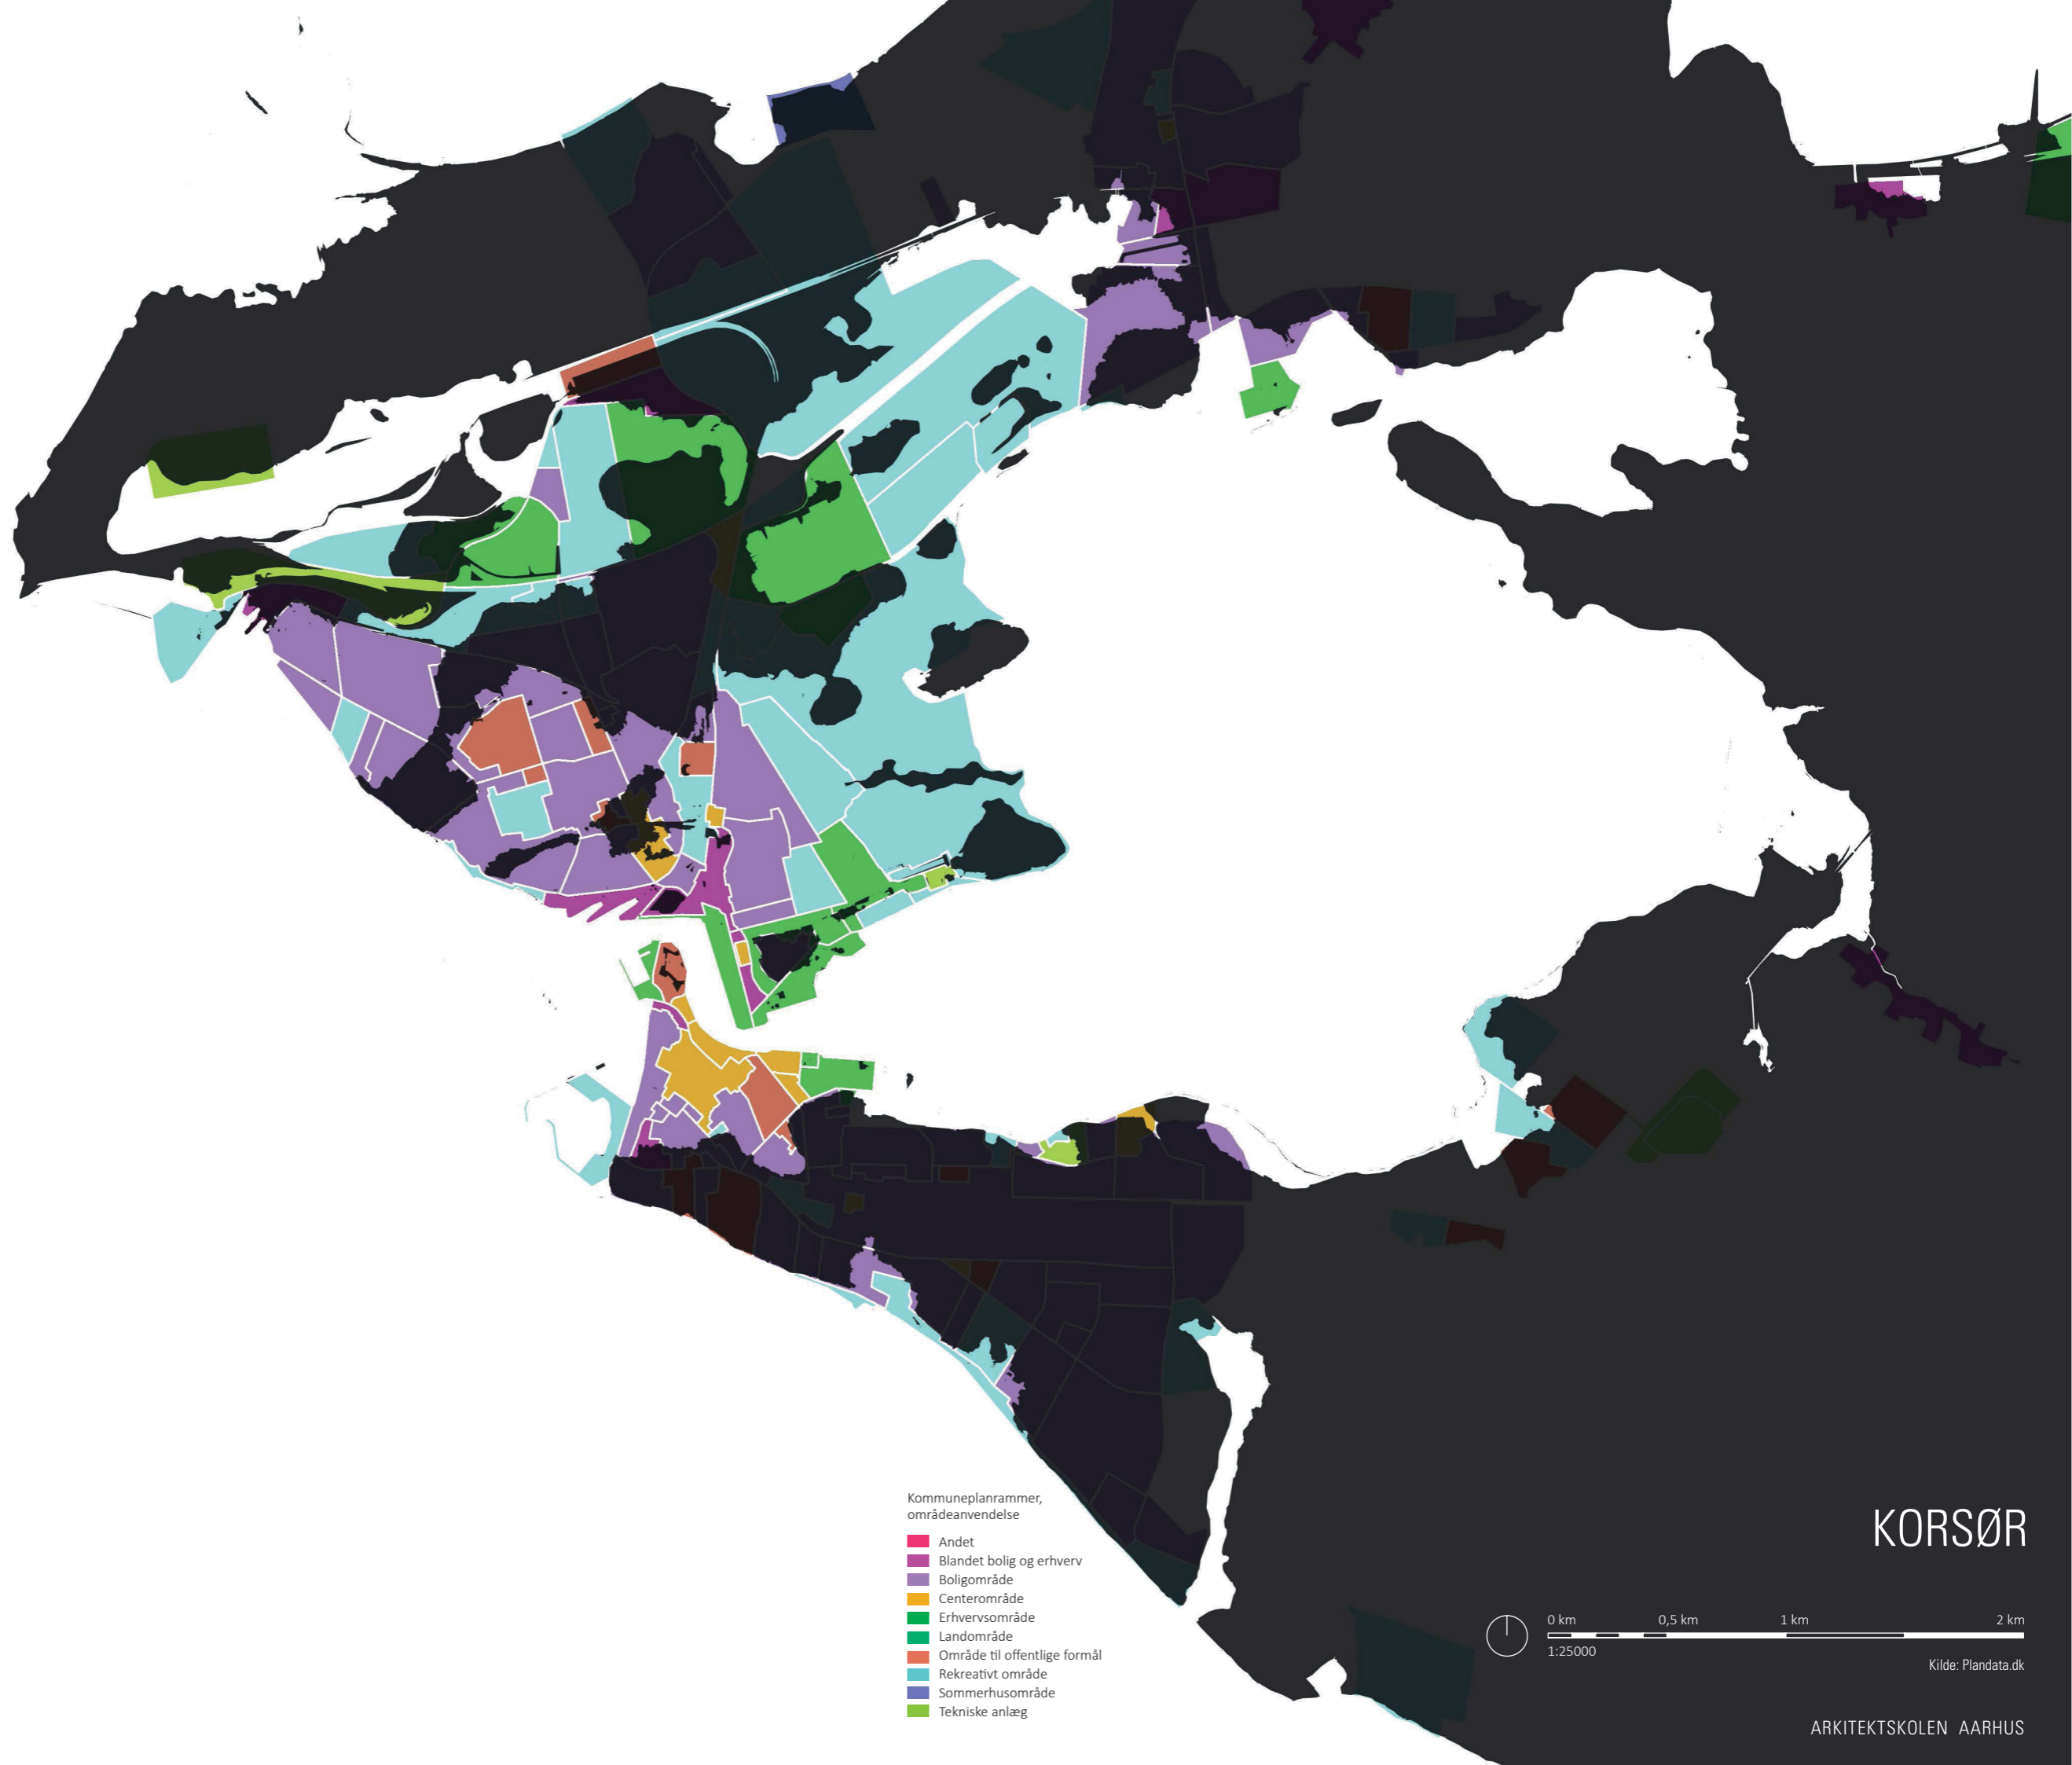 Kommuneplanrammer,
områdeanvendelse
Andet
Blandet bolig og erhverv
Boligområde
Centerområde
Erhvervsområde
Landområde
Område til offentlige formål
Rekreativt område
Sommerhusområde
Tekniske anlæg
KORSØR
0 km 0,5 km 1 km 2 km
1:25000
Kilde: Plandata.dk
ARKITEKTSKOLEN AARHUS